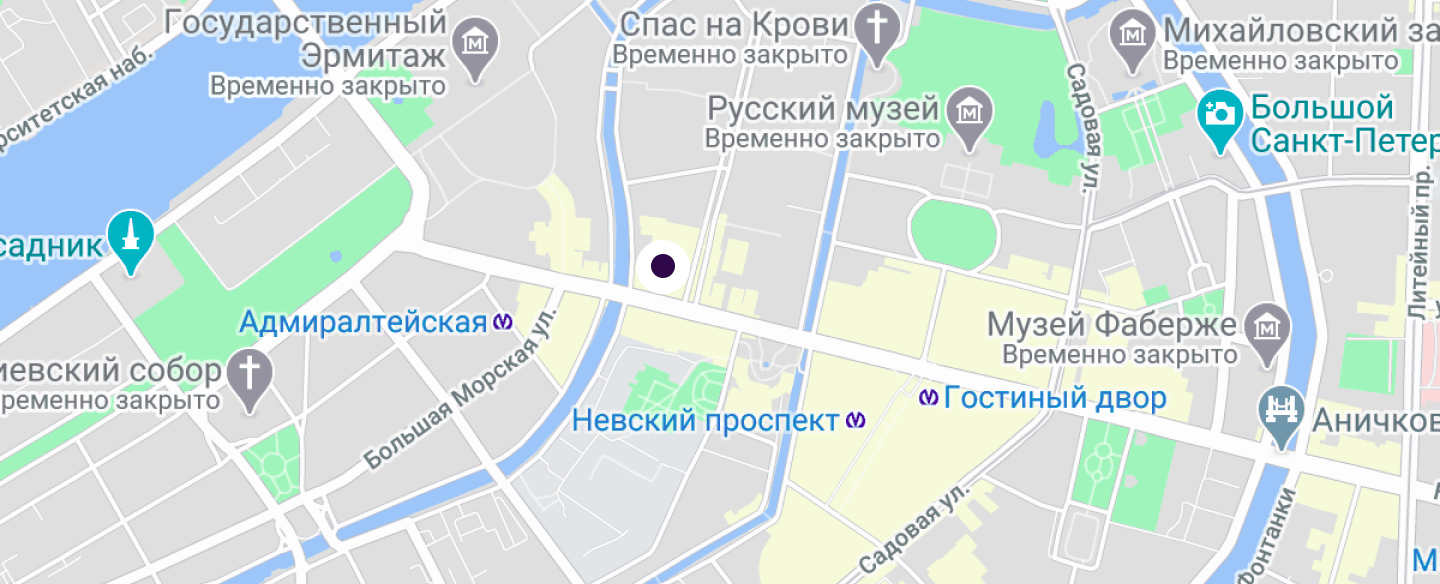 Государственный
Эрмитаж
Временно закрыто
Спас на Крови
Временно закрыто
Михайловский за
Временно закрыто
рситетская наб.
Садовая ул.
Русский музей
Временно закрыто
Большой
Санкт-Петер
Литейный пр.
садник
Адмиралтейская
Большая Морская ул.
Музей Фаберже
Временно закрыто
иевский собор
ременно закрыто
Невский проспект
Гостиный двор
Аничков
Садовая ул.
Фонтанки